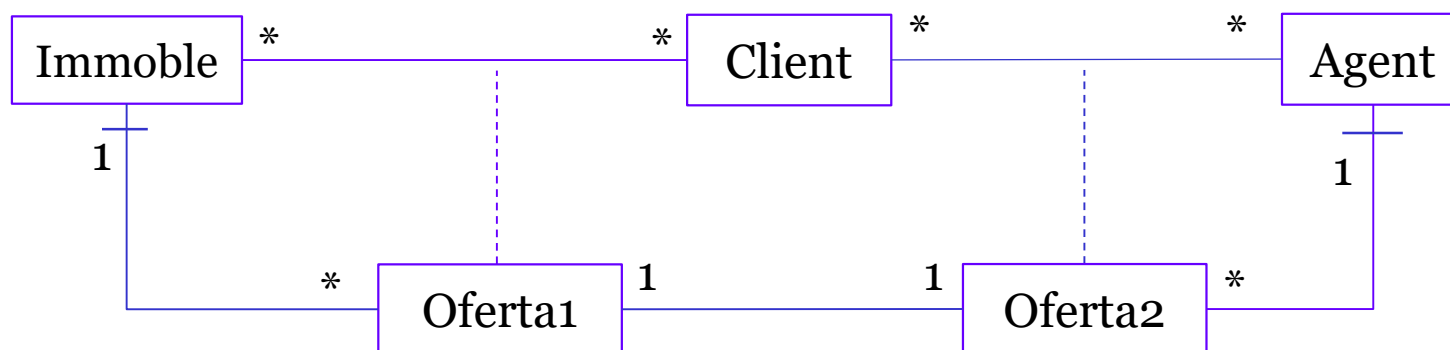 Immoble * * Client * * Agent
1 1
* Oferta1 1 1 Oferta2 *